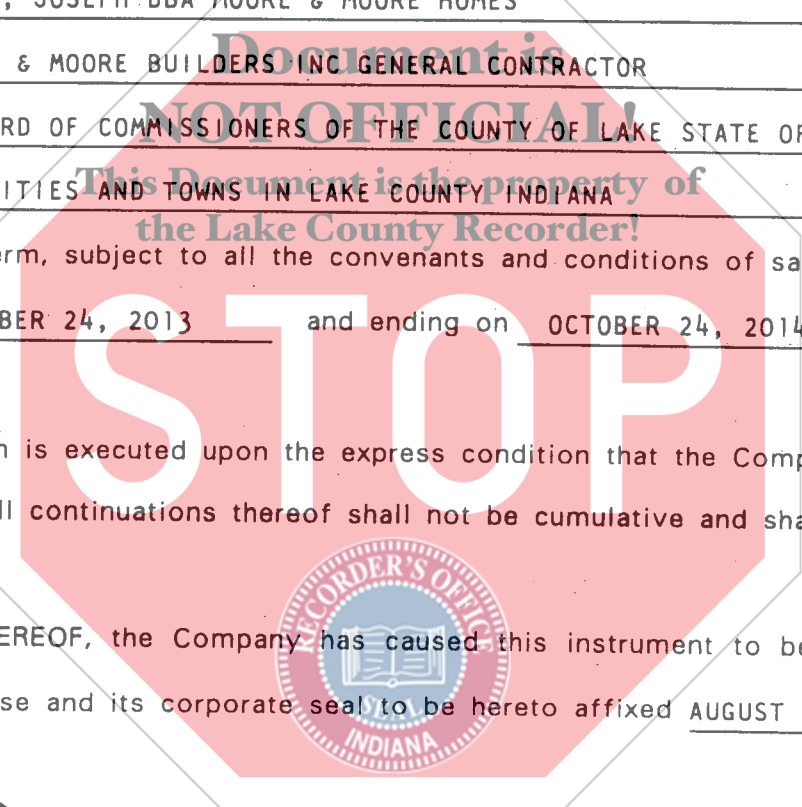 , JOSEPH DBA MOORE & MOORE HOMES
Document is
& MOORE BUILDERS INC GENERAL CONTRACTOR
NOT OFFICIAL!
RD OF COMMISSIONERS OF THE COUNTY OF LAKE STATE OF
This Document is the property of
ITIES AND TOWNS IN LAKE COUNTY INDIANA
the Lake County Recorder!
erm, subject to all the convenants and conditions of sa
BER 24, 2013 and ending on OCTOBER 24, 2014
STOP
n is executed upon the express condition that the Comp
ll continuations thereof shall not be cumulative and sha
RECORDER'S OFFICE
EREOF, the Company has caused this instrument to be
se and its corporate seal to be hereto affixed AUGUST
SEAL
INDIANA